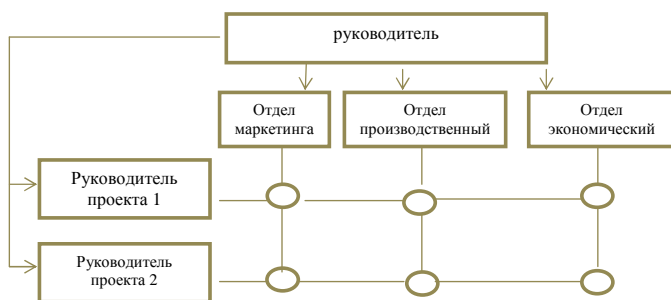 руководитель
Отдел
маркетинга
Отдел
производственный
Отдел
экономический
Руководитель
проекта 1
Руководитель
проекта 2